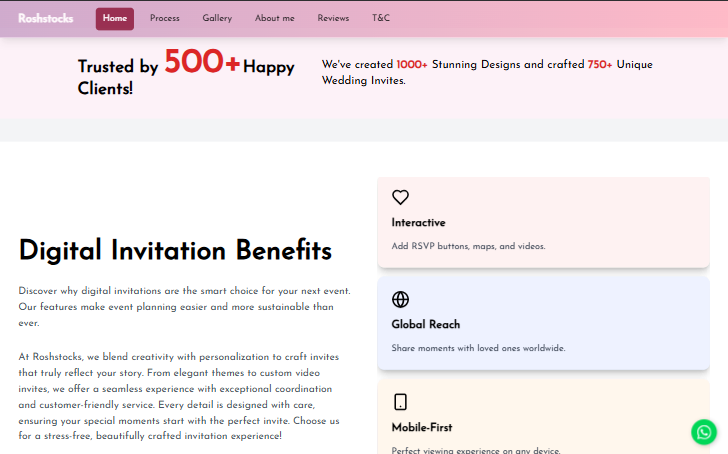 Roshstocks Home Process Gallery About me Reviews T&C
Trusted by 500+ Happy
Clients!
We've created 1000+ Stunning Designs and crafted 750+ Unique
Wedding Invites.
Digital Invitation Benefits
Discover why digital invitations are the smart choice for your next event.
Our features make event planning easier and more sustainable than
ever.
At Roshstocks, we blend creativity with personalization to craft invites
that truly reflect your story. From elegant themes to custom video
invites, we offer a seamless experience with exceptional coordination
and customer-friendly service. Every detail is designed with care,
ensuring your special moments start with the perfect invite. Choose us
for a stress-free, beautifully crafted invitation experience!
Interactive
Add RSVP buttons, maps, and videos.
Global Reach
Share moments with loved ones worldwide.
Mobile-First
Perfect viewing experience on any device.